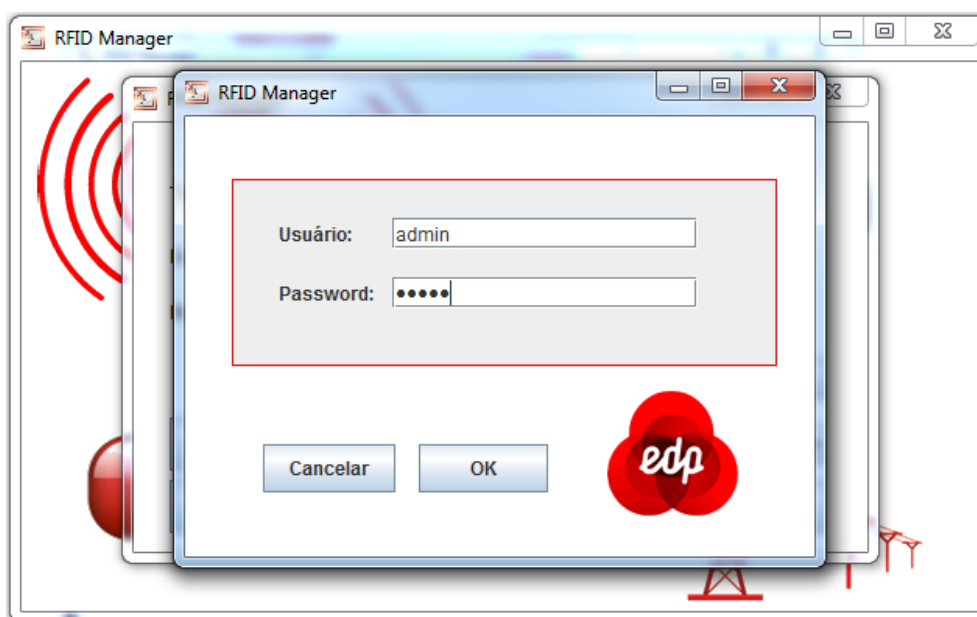 RFID Manager
RFID Manager
Usuário: admin
Password: •••••
Cancelar OK
edp